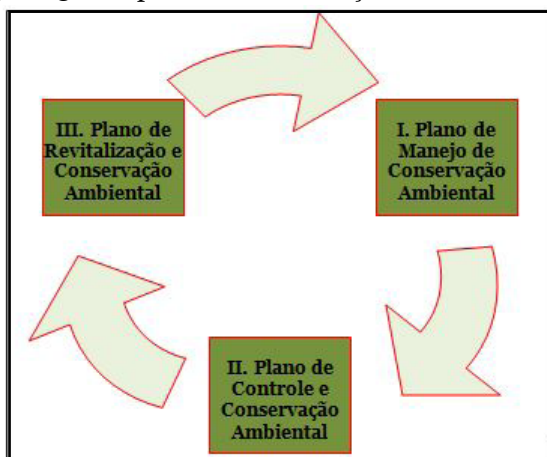 III. Plano de
Revitalização e
Conservação
Ambiental
I. Plano de
Manejo de
Conservação
Ambiental
II. Plano de
Controle e
Conservação
Ambiental